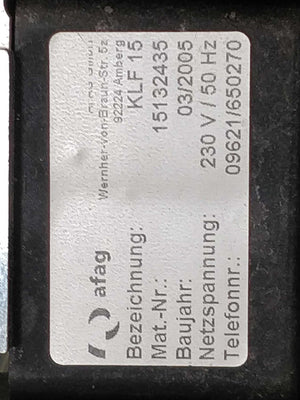 afag
Wernher-von-Braun-Str. 5z
92224 Amberg
Bezeichnung: KLF 15
Mat.-Nr.: 15132435
Baujahr: 03/2005
Netzspannung: 230 V / 50 Hz
Telefonnr.: 09621/650270